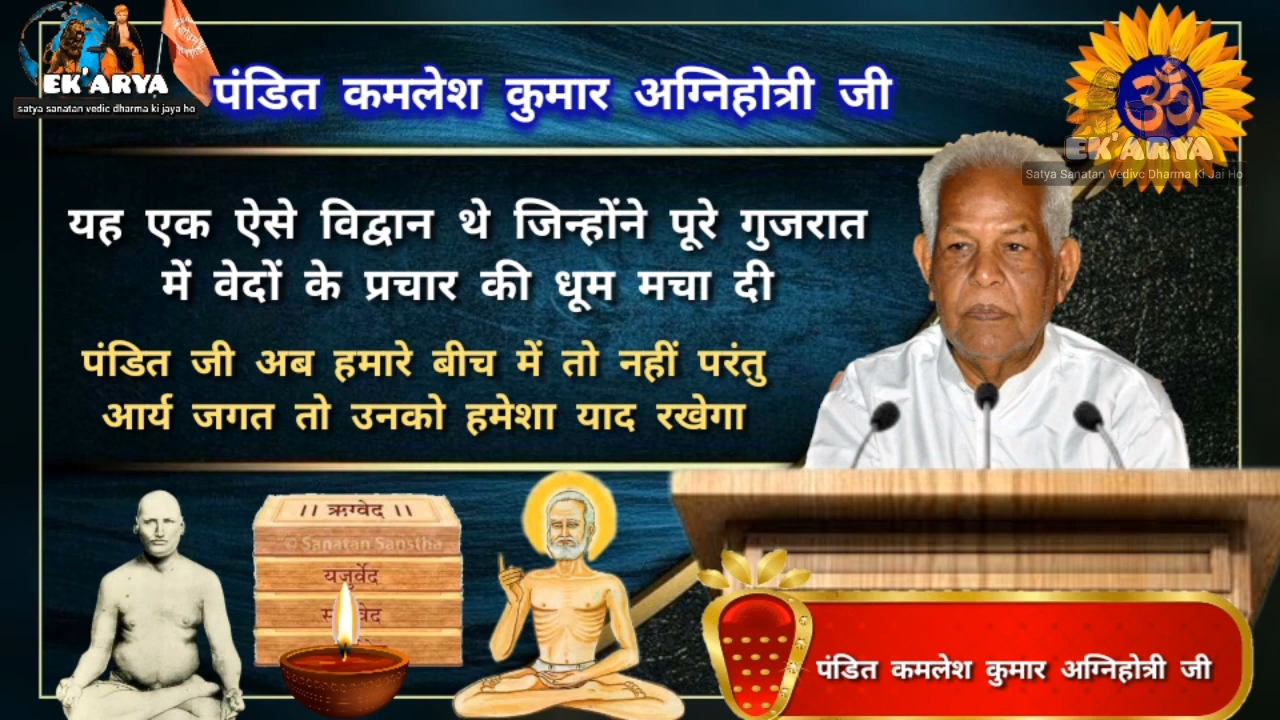 EK'ARYA
satya sanatan vedic dharma ki jaya ho
पंडित कमलेश कुमार अग्निहोत्री जी
ॐ
EK'ARYA
Satya Sanatan Vedivc Dharma Ki Jai Ho
यह एक ऐसे विद्वान थे जिन्होंने पूरे गुजरात
में वेदों के प्रचार की धूम मचा दी
पंडित जी अब हमारे बीच में तो नहीं परंतु
आर्य जगत तो उनको हमेशा याद रखेगा
।। ऋग्वेद ।।
© Sanatan Sanstha
यजुर्वेद
पंडित कमलेश कुमार अग्निहोत्री जी